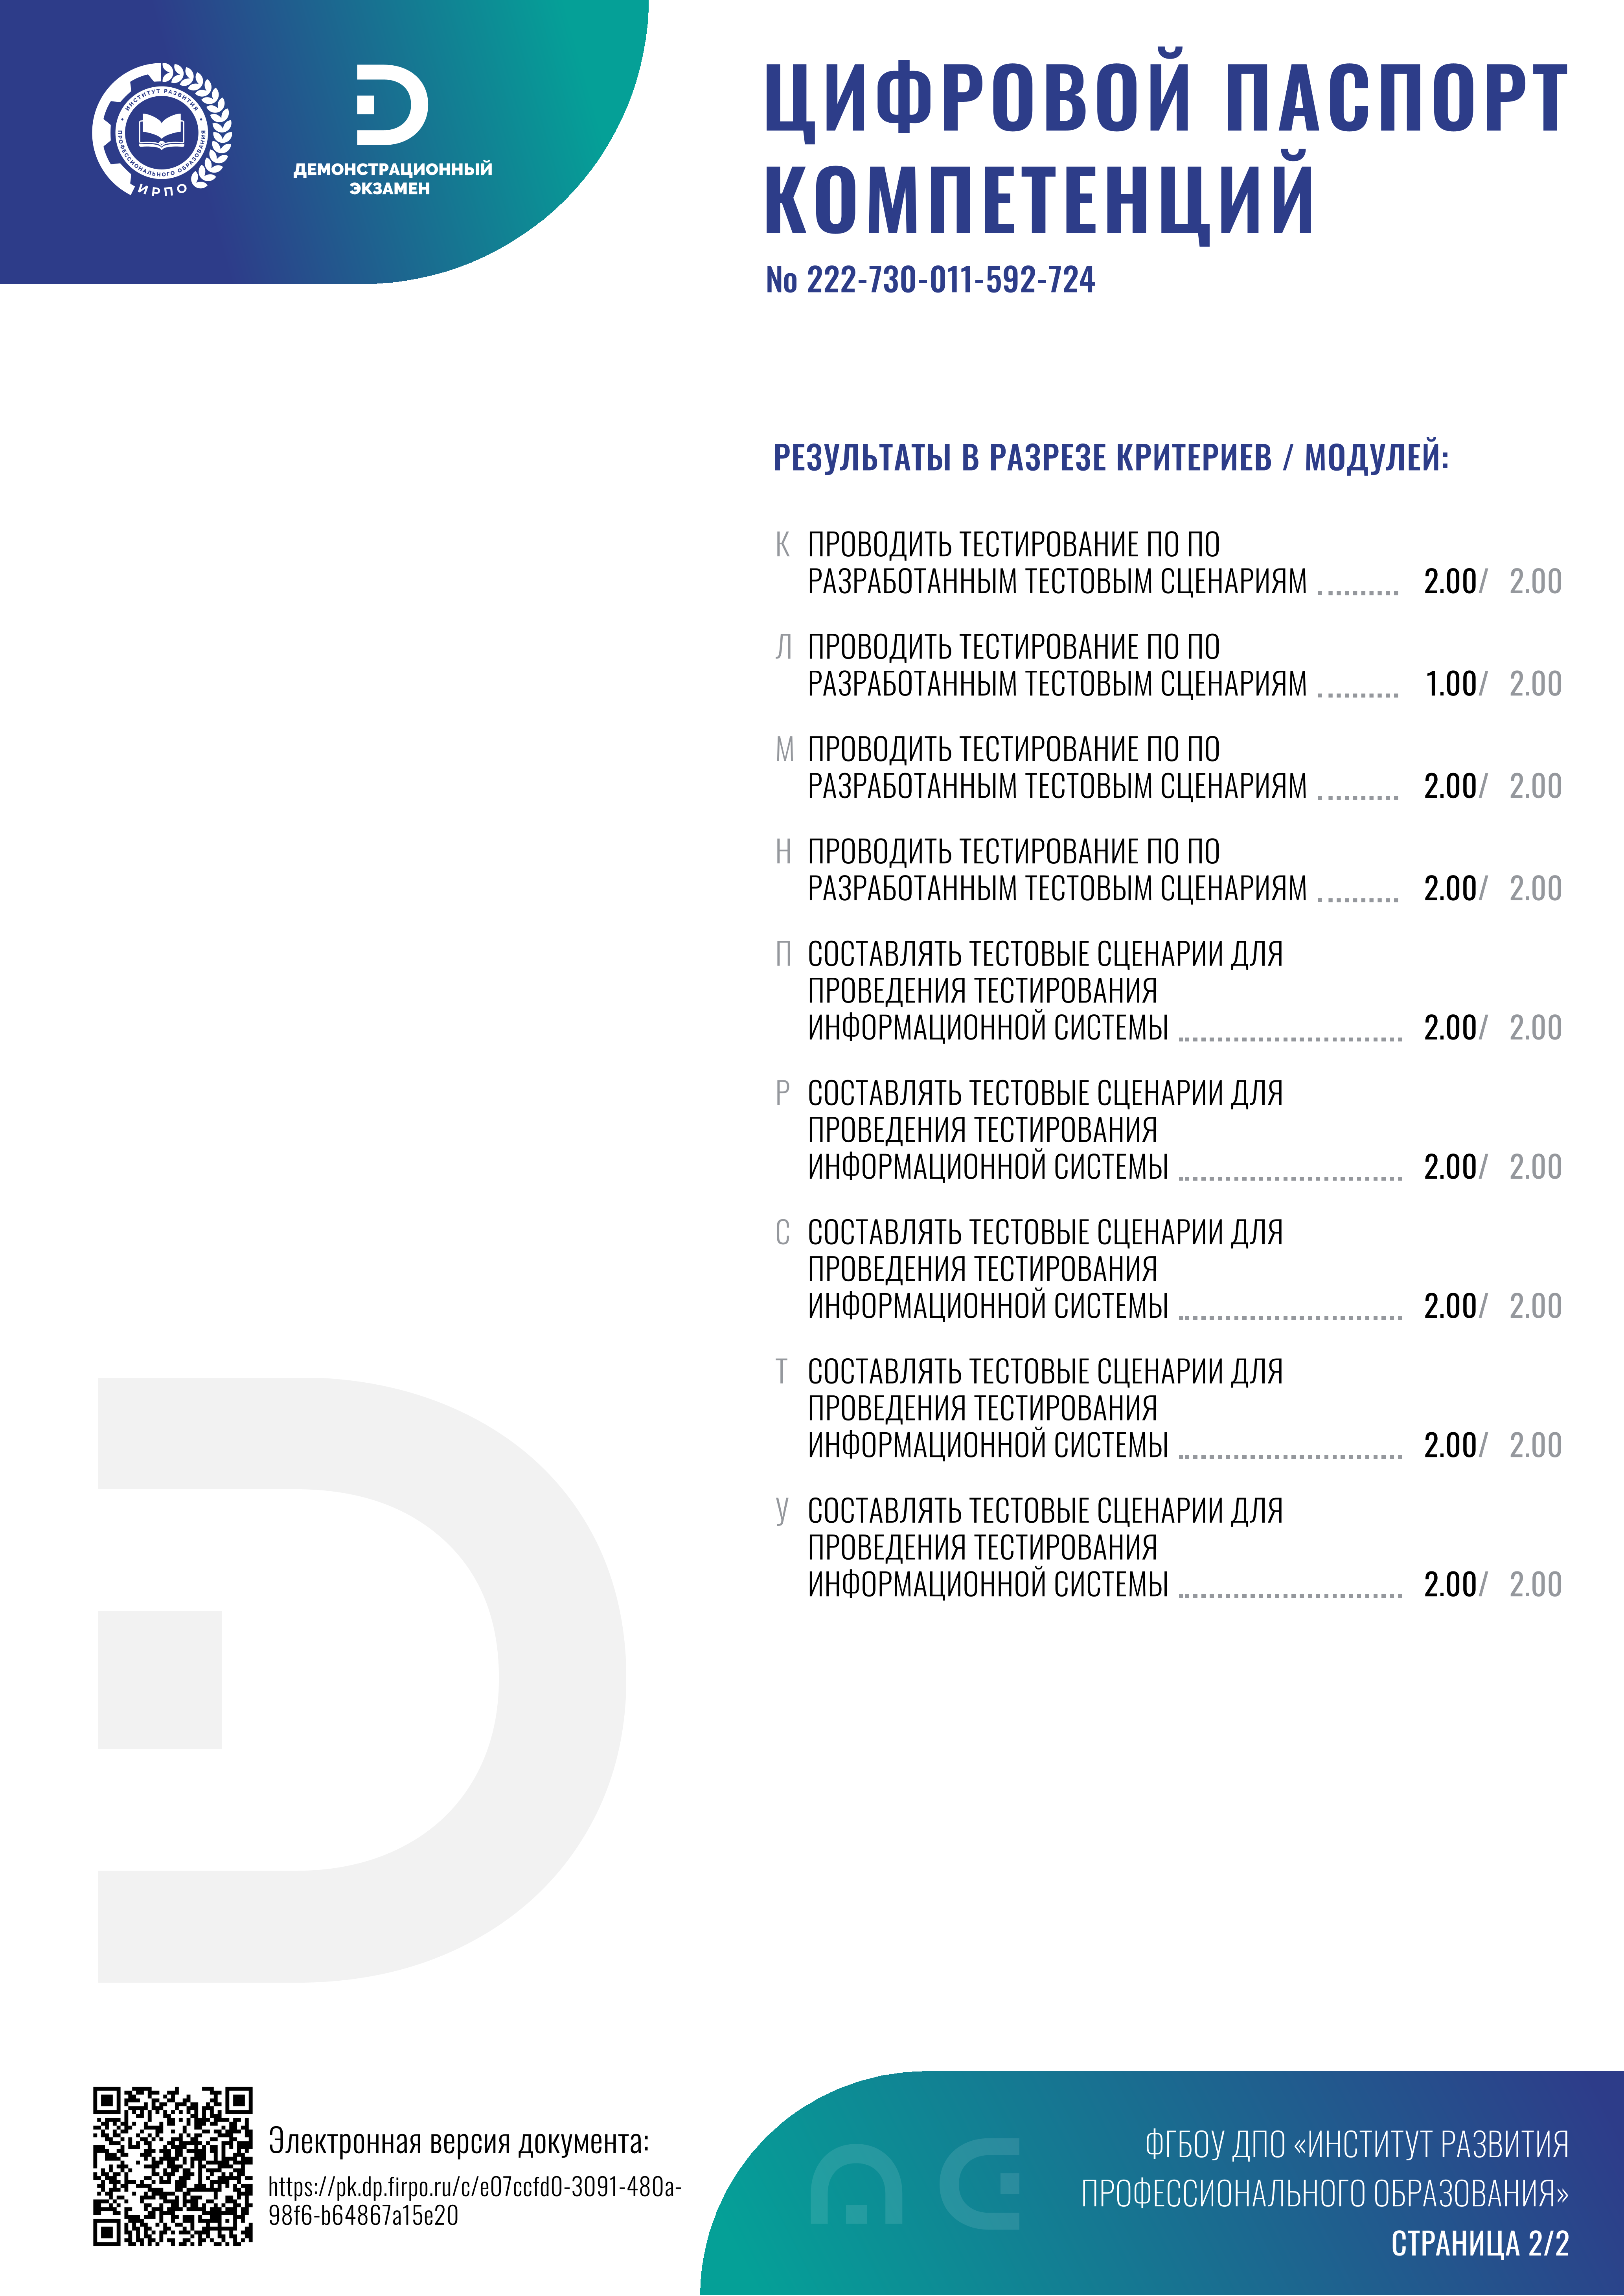 ИНСТИТУТ РАЗВИТИЯ
ПРОФЕССИОНАЛЬНОГО ОБРАЗОВАНИЯ
ИРПО
ДЕМОНСТРАЦИОННЫЙ
ЭКЗАМЕН
ЦИФРОВОЙ ПАСПОРТ
КОМПЕТЕНЦИЙ
№ 222-730-011-592-724
РЕЗУЛЬТАТЫ В РАЗРЕЗЕ КРИТЕРИЕВ / МОДУЛЕЙ:
К ПРОВОДИТЬ ТЕСТИРОВАНИЕ ПО ПО
РАЗРАБОТАННЫМ ТЕСТОВЫМ СЦЕНАРИЯМ .......... 2.00/ 2.00
Л ПРОВОДИТЬ ТЕСТИРОВАНИЕ ПО ПО
РАЗРАБОТАННЫМ ТЕСТОВЫМ СЦЕНАРИЯМ .......... 1.00/ 2.00
М ПРОВОДИТЬ ТЕСТИРОВАНИЕ ПО ПО
РАЗРАБОТАННЫМ ТЕСТОВЫМ СЦЕНАРИЯМ .......... 2.00/ 2.00
Н ПРОВОДИТЬ ТЕСТИРОВАНИЕ ПО ПО
РАЗРАБОТАННЫМ ТЕСТОВЫМ СЦЕНАРИЯМ .......... 2.00/ 2.00
П СОСТАВЛЯТЬ ТЕСТОВЫЕ СЦЕНАРИИ ДЛЯ
ПРОВЕДЕНИЯ ТЕСТИРОВАНИЯ
ИНФОРМАЦИОННОЙ СИСТЕМЫ ............................ 2.00/ 2.00
Р СОСТАВЛЯТЬ ТЕСТОВЫЕ СЦЕНАРИИ ДЛЯ
ПРОВЕДЕНИЯ ТЕСТИРОВАНИЯ
ИНФОРМАЦИОННОЙ СИСТЕМЫ ............................ 2.00/ 2.00
С СОСТАВЛЯТЬ ТЕСТОВЫЕ СЦЕНАРИИ ДЛЯ
ПРОВЕДЕНИЯ ТЕСТИРОВАНИЯ
ИНФОРМАЦИОННОЙ СИСТЕМЫ ............................ 2.00/ 2.00
Т СОСТАВЛЯТЬ ТЕСТОВЫЕ СЦЕНАРИИ ДЛЯ
ПРОВЕДЕНИЯ ТЕСТИРОВАНИЯ
ИНФОРМАЦИОННОЙ СИСТЕМЫ ............................ 2.00/ 2.00
У СОСТАВЛЯТЬ ТЕСТОВЫЕ СЦЕНАРИИ ДЛЯ
ПРОВЕДЕНИЯ ТЕСТИРОВАНИЯ
ИНФОРМАЦИОННОЙ СИСТЕМЫ ............................ 2.00/ 2.00
Электронная версия документа:
https://pk.dp.firpo.ru/c/e07ccfd0-3091-480a-
98f6-b64867a15e20
ФГБОУ ДПО «ИНСТИТУТ РАЗВИТИЯ
ПРОФЕССИОНАЛЬНОГО ОБРАЗОВАНИЯ»
СТРАНИЦА 2/2